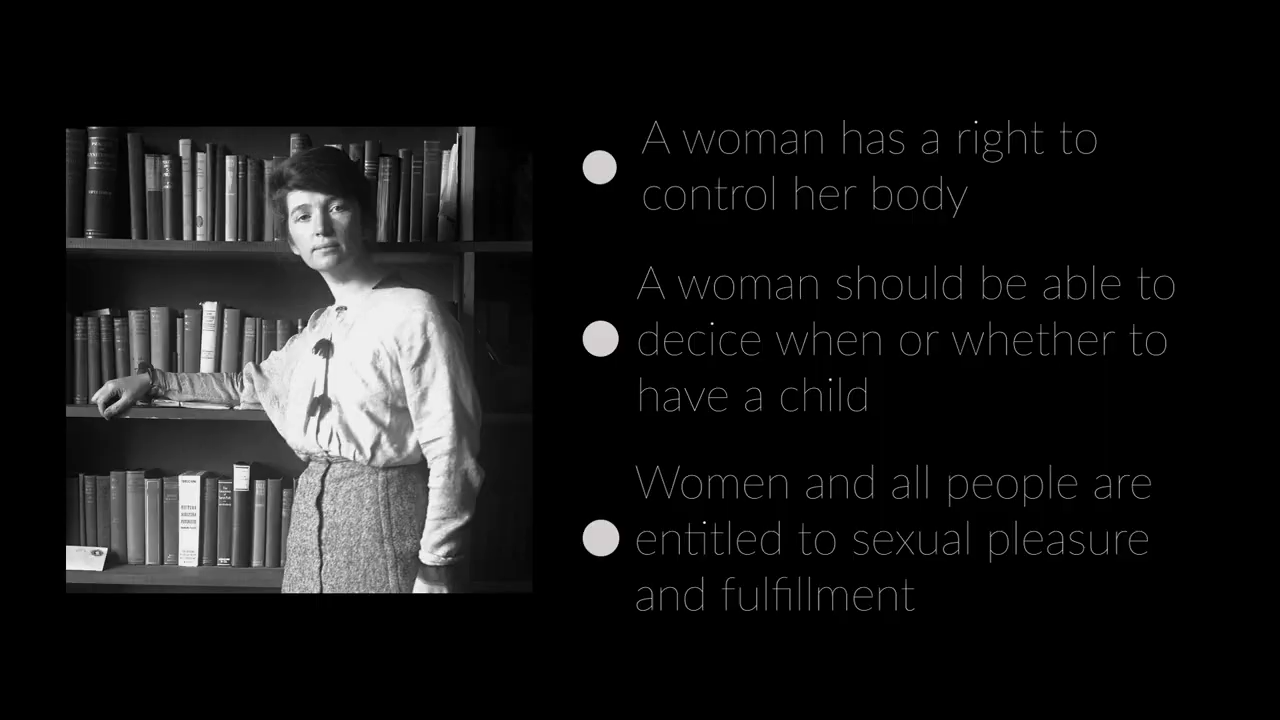 A woman has a right to
control her body
A woman should be able to
decice when or whether to
have a child
Women and all people are
entitled to sexual pleasure
and fulfillment